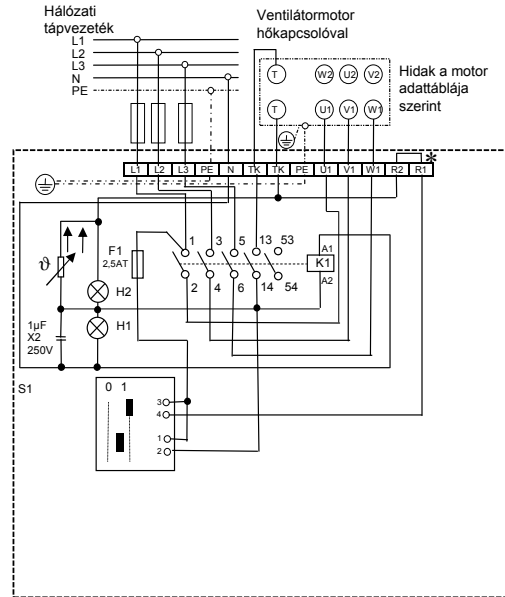 Hálózati
tápvezeték
L1
L2
L3
N
PE
Ventilátormotor
hőkapcsolóval
T W2 U2 V2
T U1 V1 W1
Hidak a motor
adattáblája
szerint
*
L1 L2 L3 PE N TK TK PE U1 V1 W1 R2 R1
ϑ
F1
2,5AT
1 3 5 13 53
2 4 6 14 54
A1
K1
A2
H2
H1
1µF
X2
250V
S1
0 1
3
4
1
2